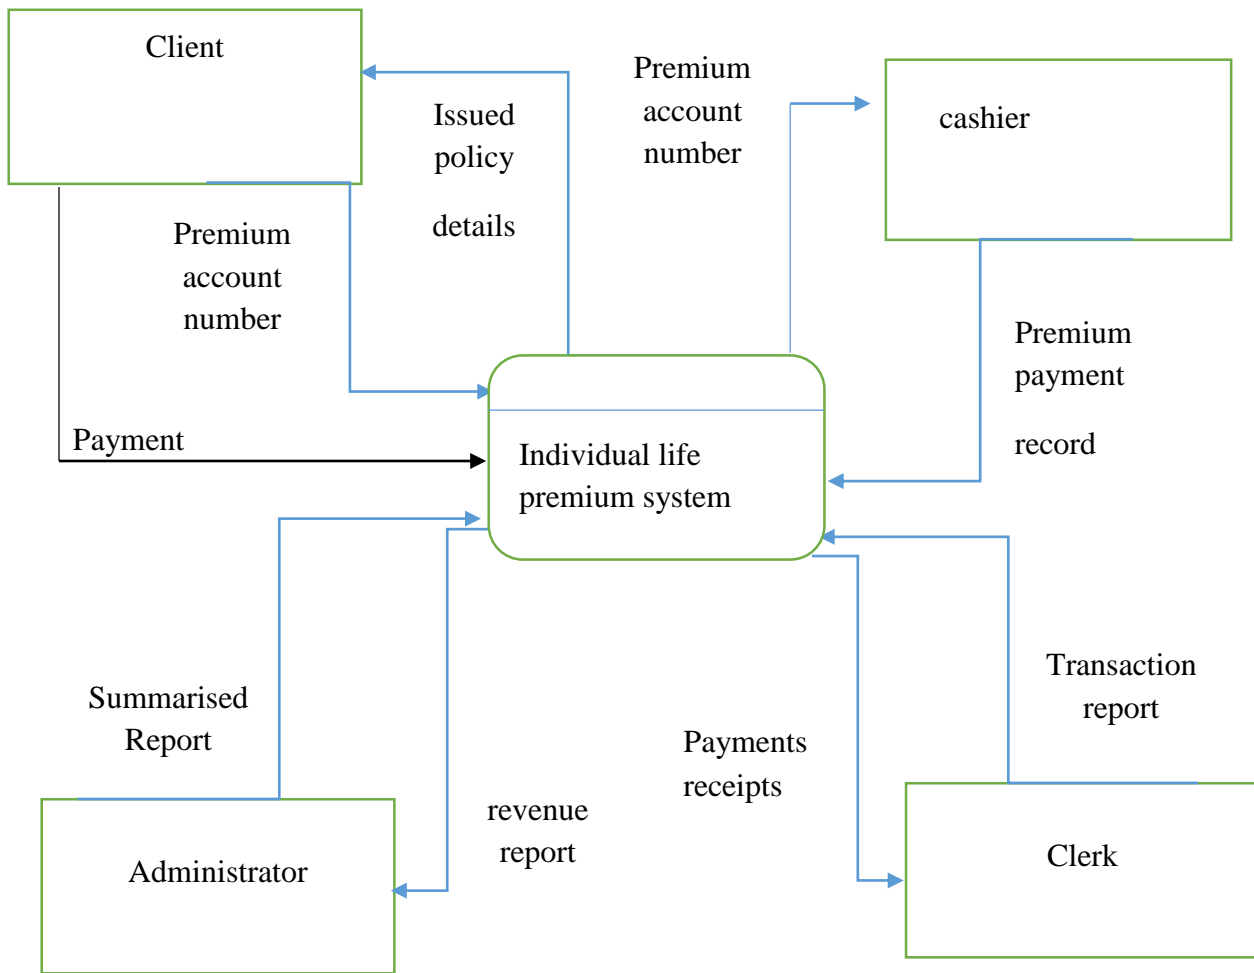 Client
Issued
policy
details
Premium
account
number
cashier
Premium
account
number
Premium
payment
record
Payment
Individual life
premium system
Summarised
Report
Transaction
report
Payments
receipts
revenue
report
Administrator
Clerk